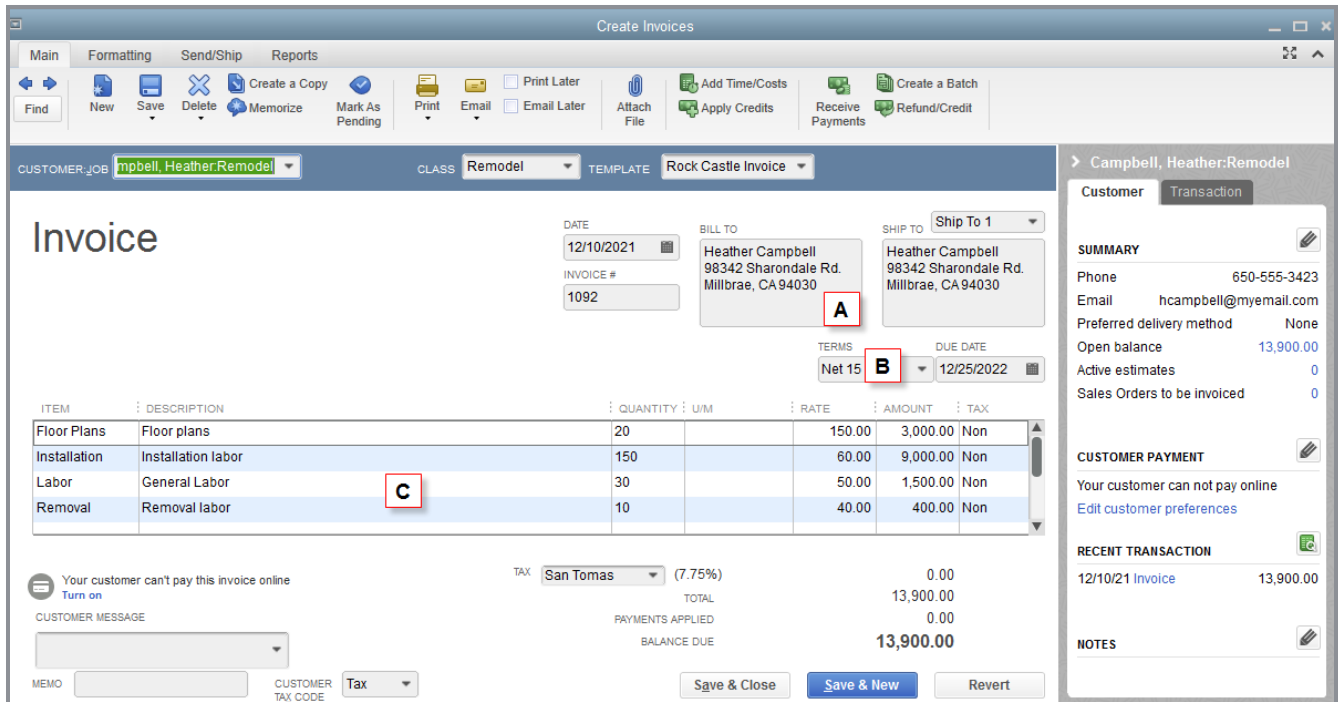 Create Invoices
Main Formatting Send/Ship Reports
Find New Save Delete Create a Copy Memorize Mark As Pending Print Email Print Later Email Later Attach File Add Time/Costs Apply Credits Receive Payments Create a Batch Refund/Credit
CUSTOMER:JOB mpbell, Heather:Remodel CLASS Remodel TEMPLATE Rock Castle Invoice
Invoice
DATE
12/10/2021
INVOICE #
1092
BILL TO
Heather Campbell
98342 Sharondale Rd.
Millbrae, CA 94030
A
SHIP TO Ship To 1
Heather Campbell
98342 Sharondale Rd.
Millbrae, CA 94030
TERMS DUE DATE
Net 15 B 12/25/2022
ITEM DESCRIPTION QUANTITY U/M RATE AMOUNT TAX
Floor Plans Floor plans 20 150.00 3,000.00 Non
Installation Installation labor 150 60.00 9,000.00 Non
Labor General Labor 30 50.00 1,500.00 Non
C
Removal Removal labor 10 40.00 400.00 Non
Your customer can't pay this invoice online
Turn on
CUSTOMER MESSAGE
MEMO
CUSTOMER TAX CODE Tax
TAX San Tomas (7.75%) 0.00
TOTAL 13,900.00
PAYMENTS APPLIED 0.00
BALANCE DUE 13,900.00
Save & Close Save & New Revert
Campbell, Heather:Remodel
Customer Transaction
SUMMARY
Phone 650-555-3423
Email hcampbell@myemail.com
Preferred delivery method None
Open balance 13,900.00
Active estimates 0
Sales Orders to be invoiced 0
CUSTOMER PAYMENT
Your customer can not pay online
Edit customer preferences
RECENT TRANSACTION
12/10/21 Invoice 13,900.00
NOTES